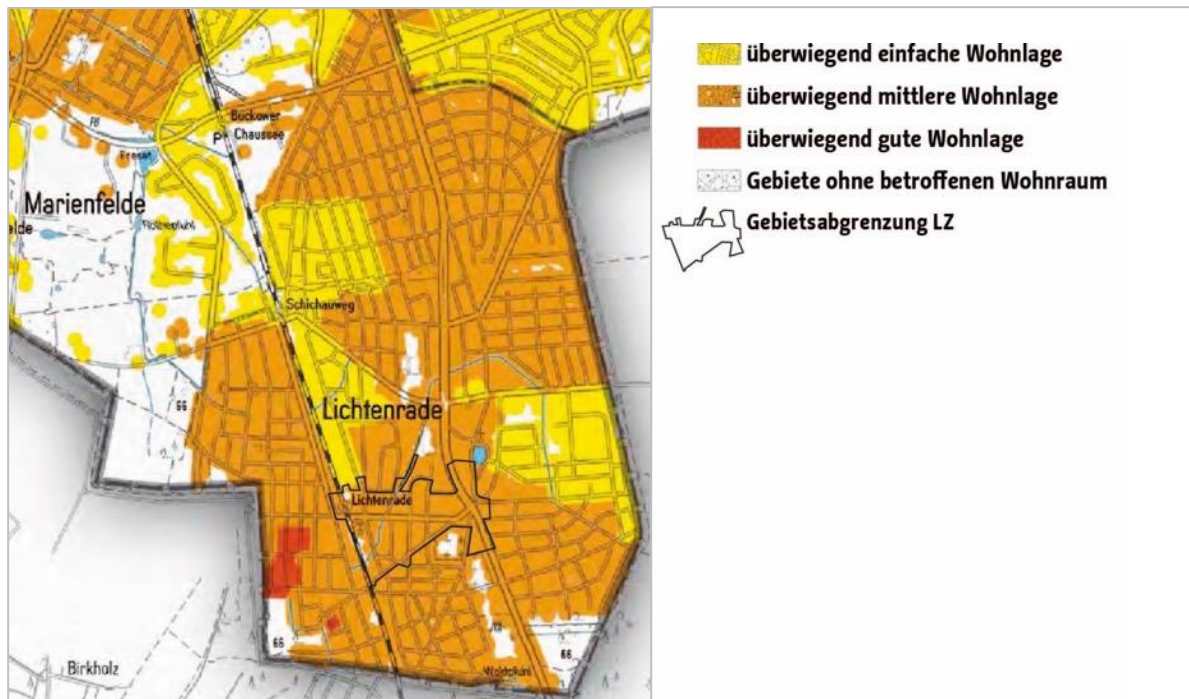 Buckower
P Chaussee
Marienfelde
Schichauweg
66
Lichtenrade
Lichtenrade
66
66
Birkholz
überwiegend einfache Wohnlage
überwiegend mittlere Wohnlage
überwiegend gute Wohnlage
Gebiete ohne betroffenen Wohnraum
Gebietsabgrenzung LZ